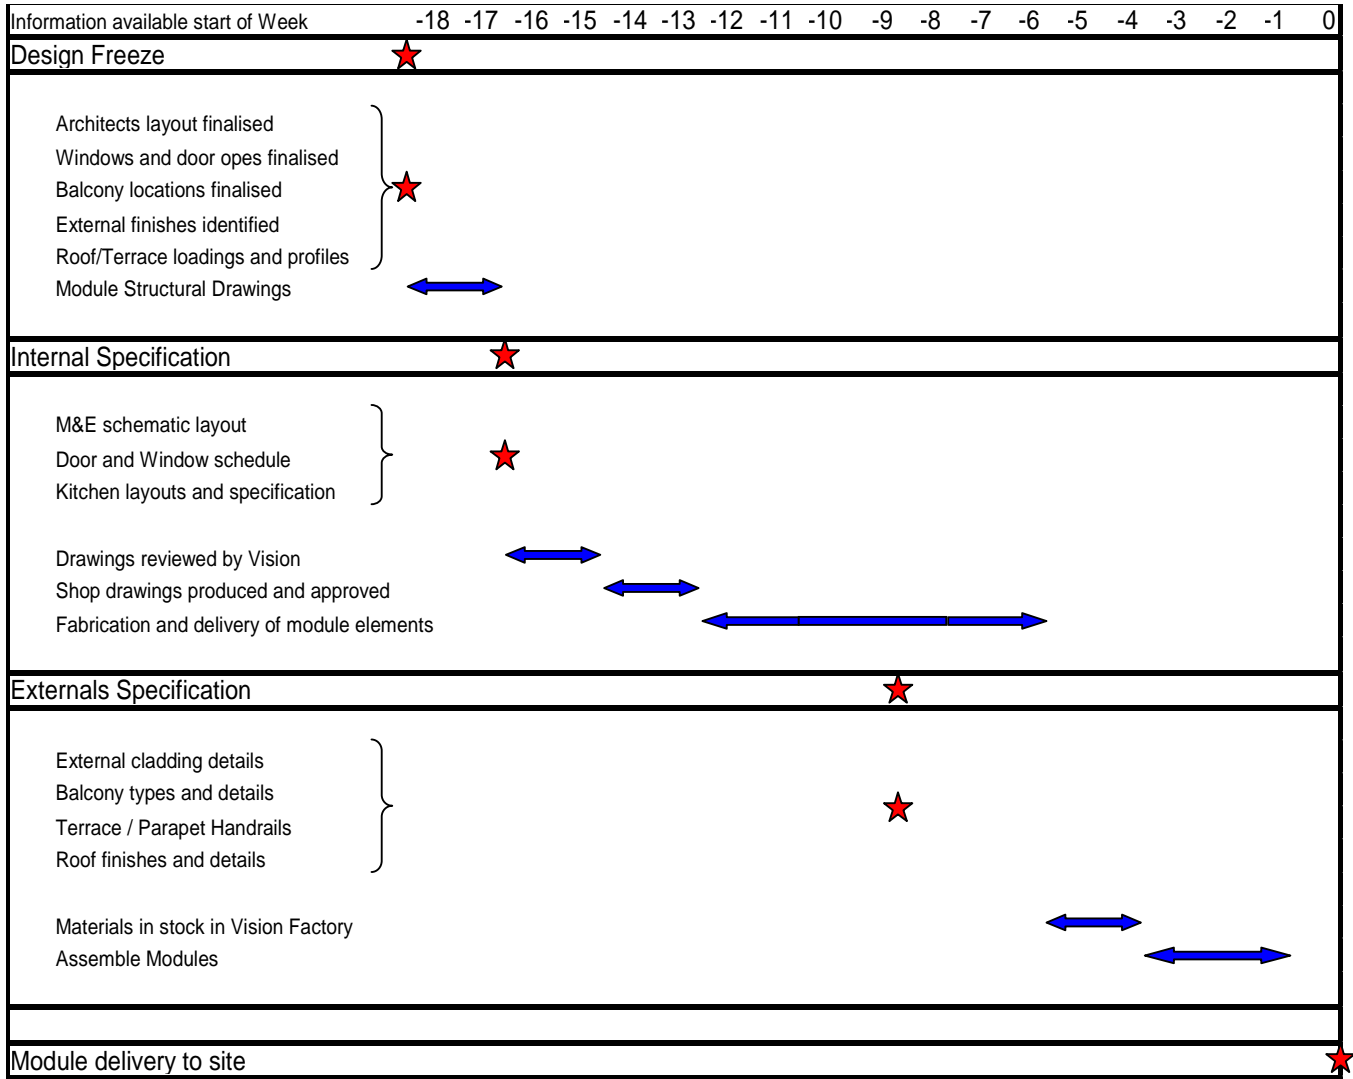 Information available start of Week -18 -17 -16 -15 -14 -13 -12 -11 -10 -9 -8 -7 -6 -5 -4 -3 -2 -1 0
Design Freeze
Architects layout finalised
Windows and door opes finalised
Balcony locations finalised
External finishes identified
Roof/Terrace loadings and profiles
Module Structural Drawings
Internal Specification
M&E schematic layout
Door and Window schedule
Kitchen layouts and specification
Drawings reviewed by Vision
Shop drawings produced and approved
Fabrication and delivery of module elements
Externals Specification
External cladding details
Balcony types and details
Terrace / Parapet Handrails
Roof finishes and details
Materials in stock in Vision Factory
Assemble Modules
Module delivery to site